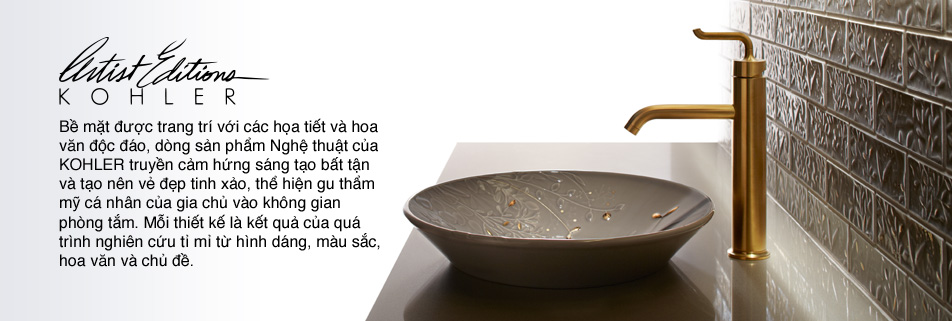 Artist Editions
KOHLER
Bề mặt được trang trí với các họa tiết và hoa
văn độc đáo, dòng sản phẩm Nghệ thuật của
KOHLER truyền cảm hứng sáng tạo bất tận
và tạo nên vẻ đẹp tinh xảo, thể hiện gu thẩm
mỹ cá nhân của gia chủ vào không gian
phòng tắm. Mỗi thiết kế là kết quả của quá
trình nghiên cứu tỉ mỉ từ hình dáng, màu sắc,
hoa văn và chủ đề.